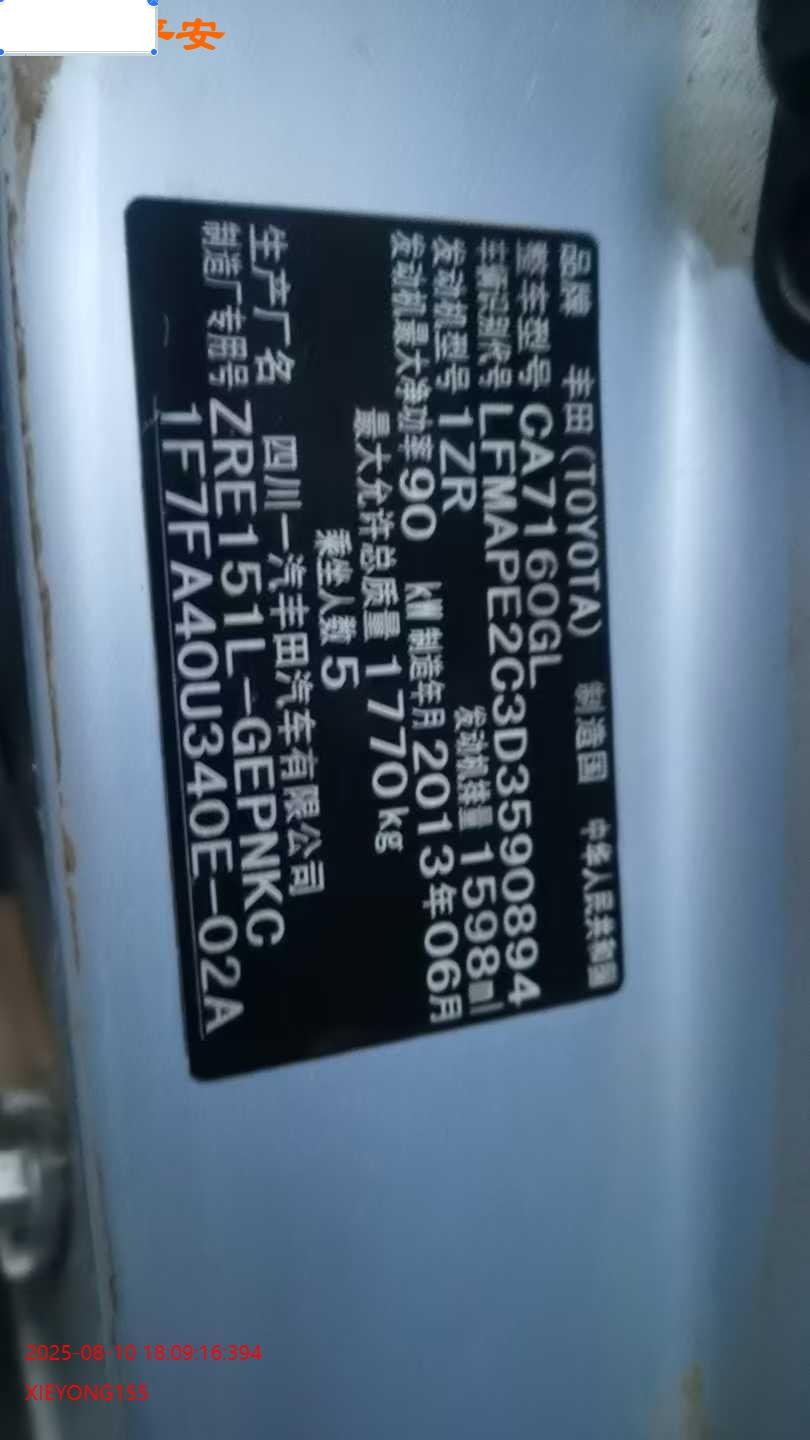 平安
品牌 丰田(TOYOTA) 制造国 中华人民共和国
整车型号 CA7160GL
车辆识别代号 LFMAPE2C3D3590894
发动机型号 1ZR 发动机排量 1598ml
发动机最大净功率 90 kW 制造年月 2013年06月
最大允许总质量 1770kg
乘坐人数 5
生产厂名 四川一汽丰田汽车有限公司
制造厂专用号 ZRE151L-GEPNKC
1F7FA40U340E-02A
2025-08-10 18:09:16:394
XIEYONG155